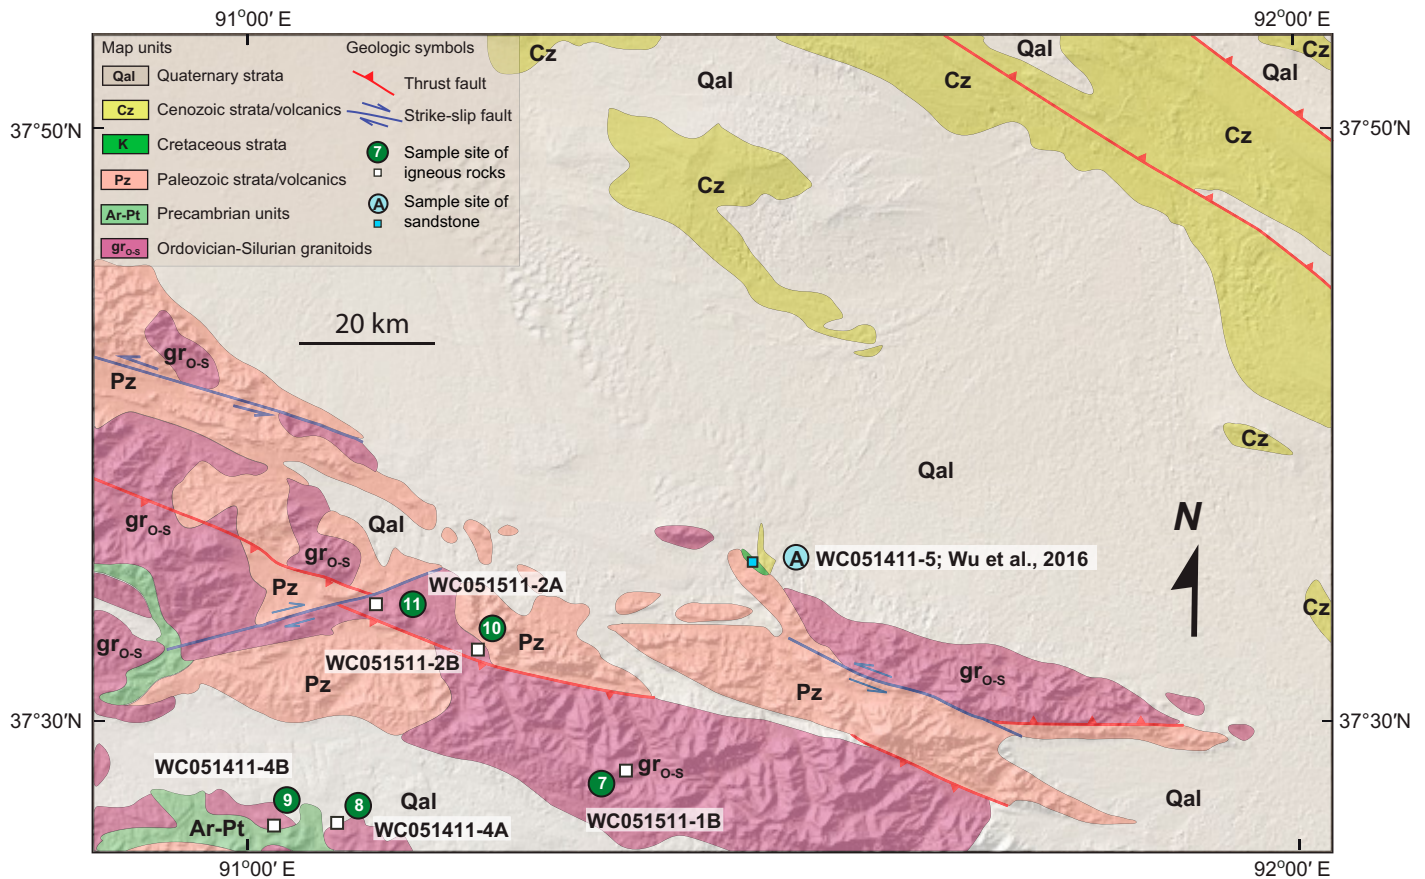 91°00′ E
92°00′ E
Map units
Geologic symbols
Qal Quaternary strata
Thrust fault
Cz Cenozoic strata/volcanics
Strike-slip fault
K Cretaceous strata
7 Sample site of
igneous rocks
Pz Paleozoic strata/volcanics
A Sample site of
sandstone
Ar-Pt Precambrian units
grO-S Ordovician-Silurian granitoids
Cz
Qal
Cz
Qal
Cz
Qal
37°50′N
37°50′N
Cz
Cz
20 km
grO-S
Pz
Cz
Qal
N
grO-S
Qal
grO-S
A WC051411-5; Wu et al., 2016
Pz
WC051511-2A
11
Cz
10
Pz
grO-S
WC051511-2B
Pz
grO-S
Pz
37°30′N
37°30′N
WC051411-4B
grO-S
7
9
8
Qal
Qal
WC051511-1B
Ar-Pt
WC051411-4A
91°00′ E
92°00′ E